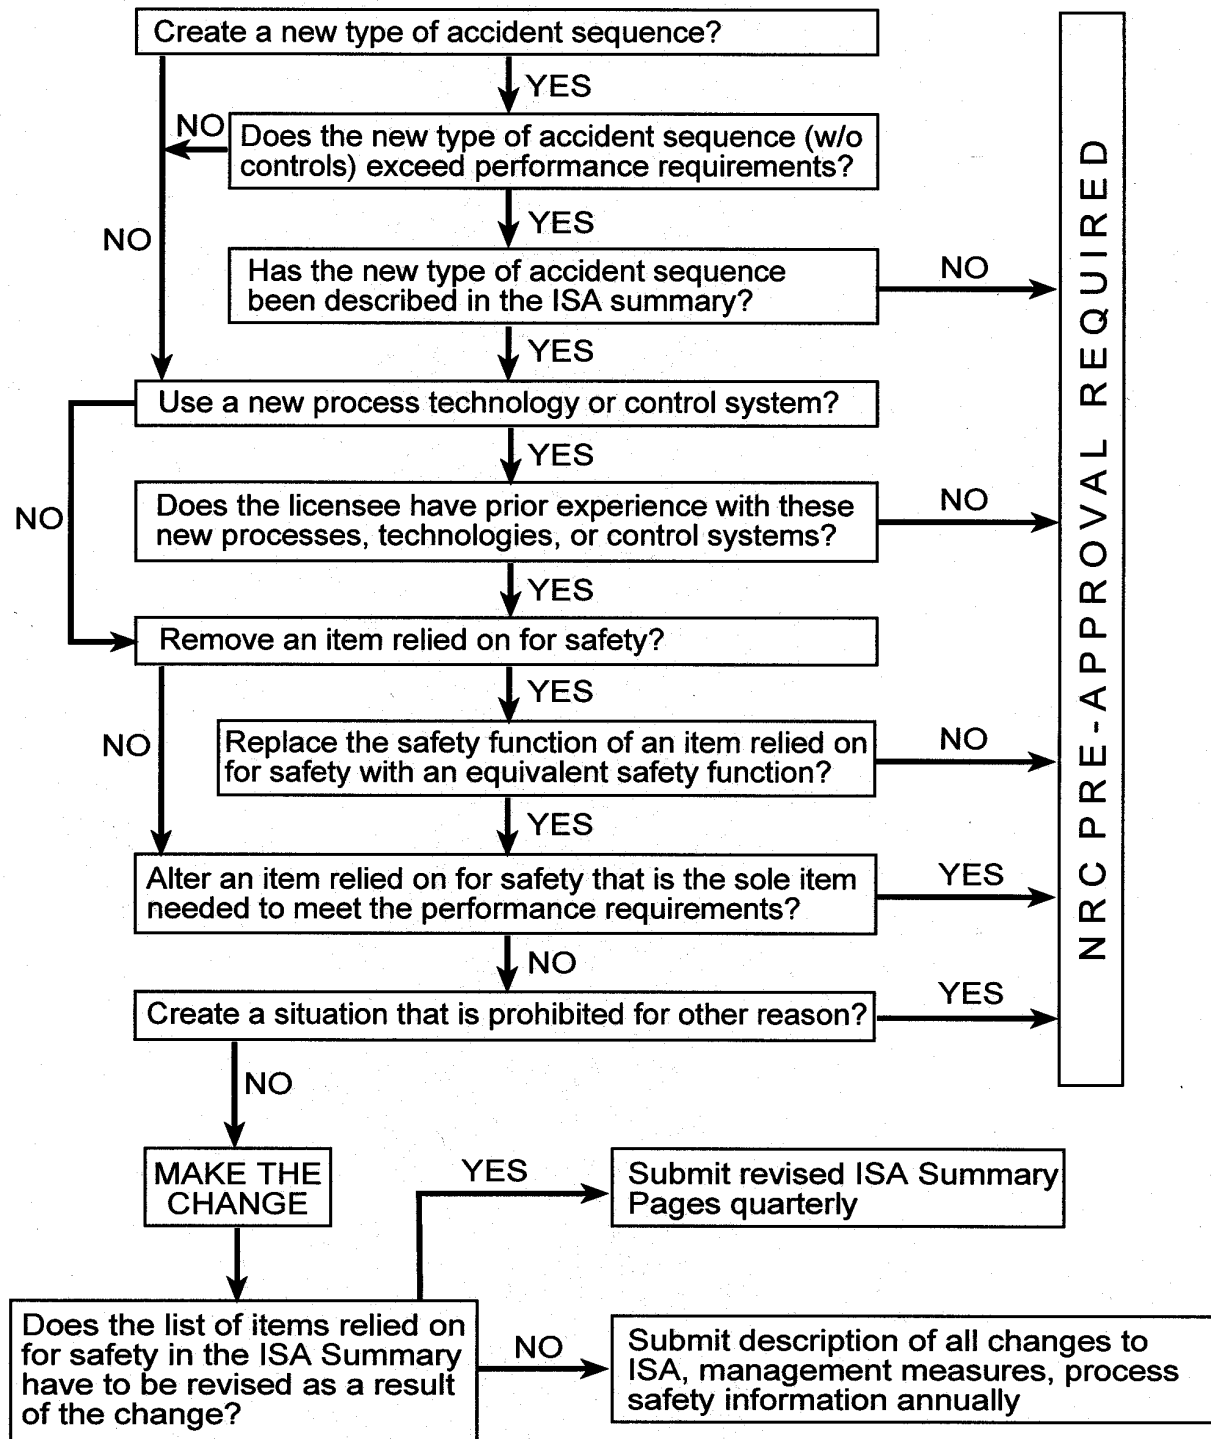 Create a new type of accident sequence?
YES
NO
Does the new type of accident sequence (w/o
controls) exceed performance requirements?
YES
NO
Has the new type of accident sequence
been described in the ISA summary?
NO
YES
Use a new process technology or control system?
YES
NO
Does the licensee have prior experience with these
new processes, technologies, or control systems?
NO
YES
Remove an item relied on for safety?
YES
NO
Replace the safety function of an item relied on
for safety with an equivalent safety function?
NO
YES
Alter an item relied on for safety that is the sole item
needed to meet the performance requirements?
YES
NO
Create a situation that is prohibited for other reason?
YES
NO
NRC PRE-APPROVAL REQUIRED
MAKE THE
CHANGE
YES
Submit revised ISA Summary
Pages quarterly
Does the list of items relied on
for safety in the ISA Summary
have to be revised as a result
of the change?
NO
Submit description of all changes to
ISA, management measures, process
safety information annually